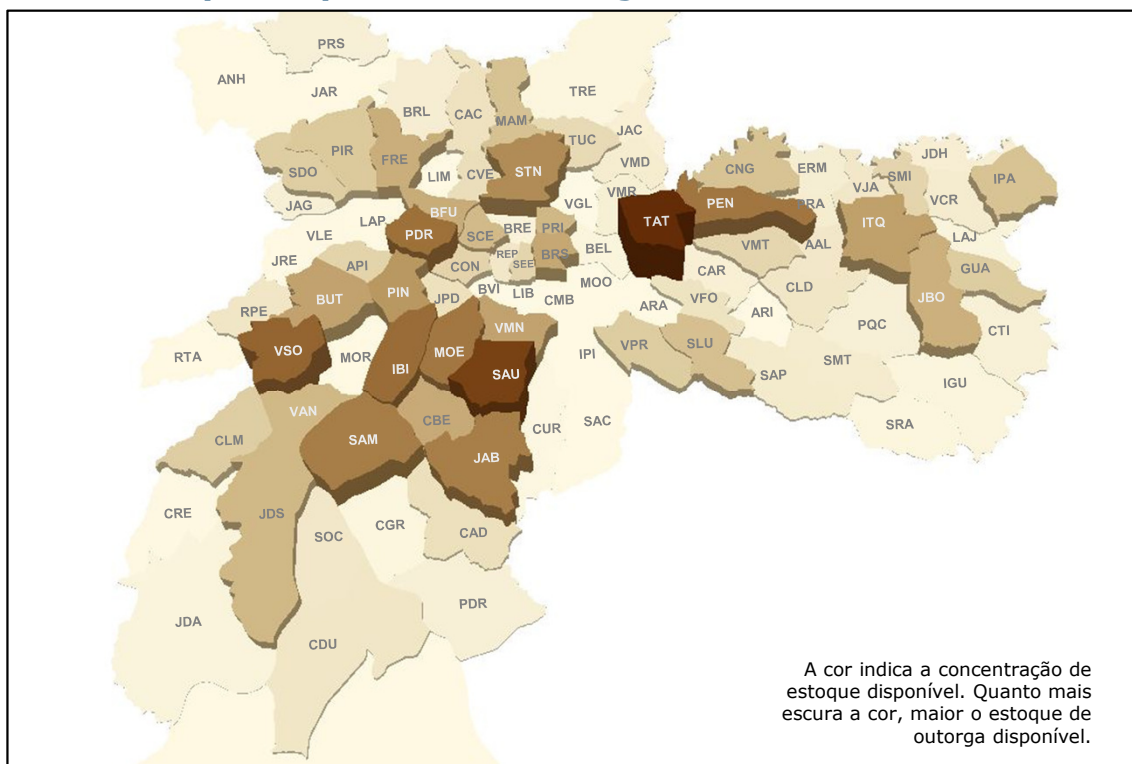 PRS
ANH
JAR
BRL
CAC
MAM
TRE
TUC
JAC
VMD
PIR
FRE
SDO
LIM
CVE
STN
JAG
VMR
VGL
CNG
ERM
JDH
VJA
SMI
IPA
VCR
LAP
BFU
PEN
TAT
ITQ
VLE
PDR
SCE
BRE
PRI
REP
SEE
BRS
BEL
VMT
AAL
LAJ
JRE
API
CON
GUA
MOO
CAR
CLD
JBO
BUT
PIN
JPD
BVI
LIB
CMB
ARA
VFO
ARI
RPE
VMN
PQC
CTI
RTA
VSO
MOR
IBI
MOE
SAU
IPI
VPR
SLU
SAP
SMT
IGU
VAN
CLM
SAM
CBE
CUR
SAC
SRA
JAB
CRE
JDS
SOC
CGR
CAD
PDR
JDA
CDU
A cor indica a concentração de
estoque disponível. Quanto mais
escura a cor, maior o estoque de
outorga disponível.